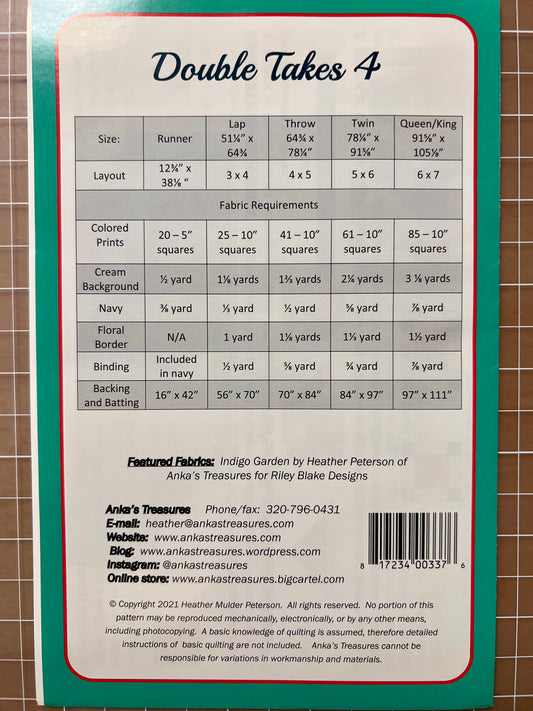 Double Takes 4
Size: Runner Lap 51¼” x 64¾ Throw 64¾ x 78¼” Twin 78¼” x 91⅝” Queen/King 91⅝” x 105⅛”
Layout 12¾” x 38⅛ “ 3 x 4 4 x 5 5 x 6 6 x 7
Fabric Requirements
Colored Prints 20 – 5” squares 25 – 10” squares 41 – 10” squares 61 – 10” squares 85 – 10” squares
Cream Background ½ yard 1⅛ yards 1⅔ yards 2¼ yards 3 ⅛ yards
Navy ⅜ yard ⅓ yard ½ yard ⅝ yard ⅞ yard
Floral Border N/A 1 yard 1⅛ yards 1⅓ yards 1½ yard
Binding Included in navy ½ yard ⅝ yard ¾ yard ⅞ yard
Backing and Batting 16” x 42” 56” x 70” 70” x 84” 84” x 97” 97” x 111”
Featured Fabrics: Indigo Garden by Heather Peterson of
Anka's Treasures for Riley Blake Designs
Anka's Treasures Phone/fax: 320-796-0431
E-mail: heather@ankastreasures.com
Website: www.ankastreasures.com
Blog: www.ankastreasures.wordpress.com
Instagram: @ankastreasures
Online store: www.ankastreasures.bigcartel.com
8 17234 00337 6
© Copyright 2021 Heather Mulder Peterson. All rights reserved. No portion of this
pattern may be reproduced mechanically, electronically, or by any other means,
including photocopying. A basic knowledge of quilting is assumed, therefore detailed
instructions of basic quilting are not included. Anka's Treasures cannot be
responsible for variations in workmanship and materials.